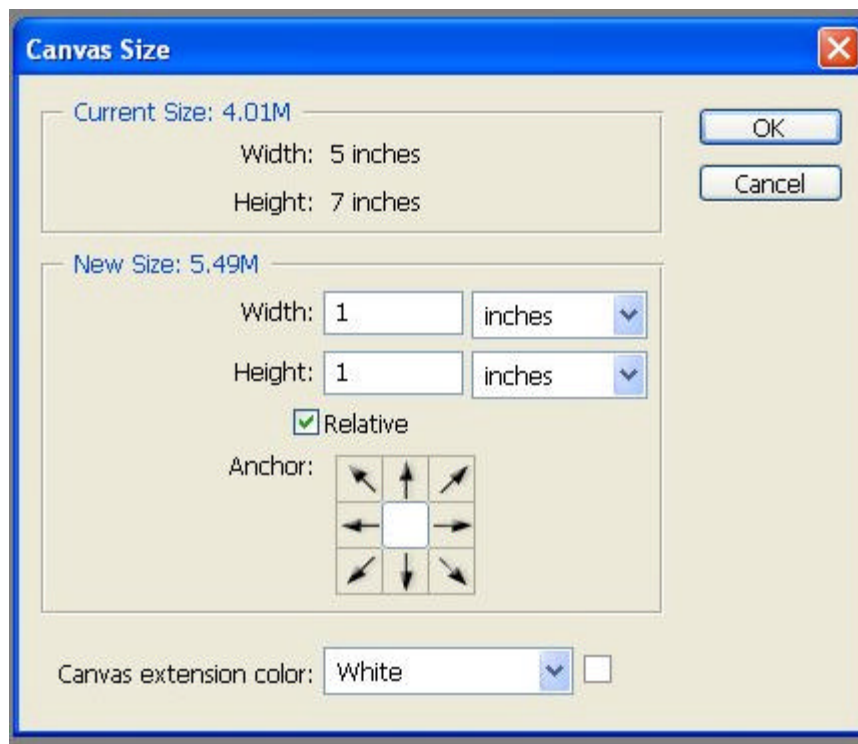 Canvas Size
Current Size: 4.01M
Width: 5 inches
Height: 7 inches
OK
Cancel
New Size: 5.49M
Width: 1 inches
Height: 1 inches
Relative
Anchor:
Canvas extension color: White